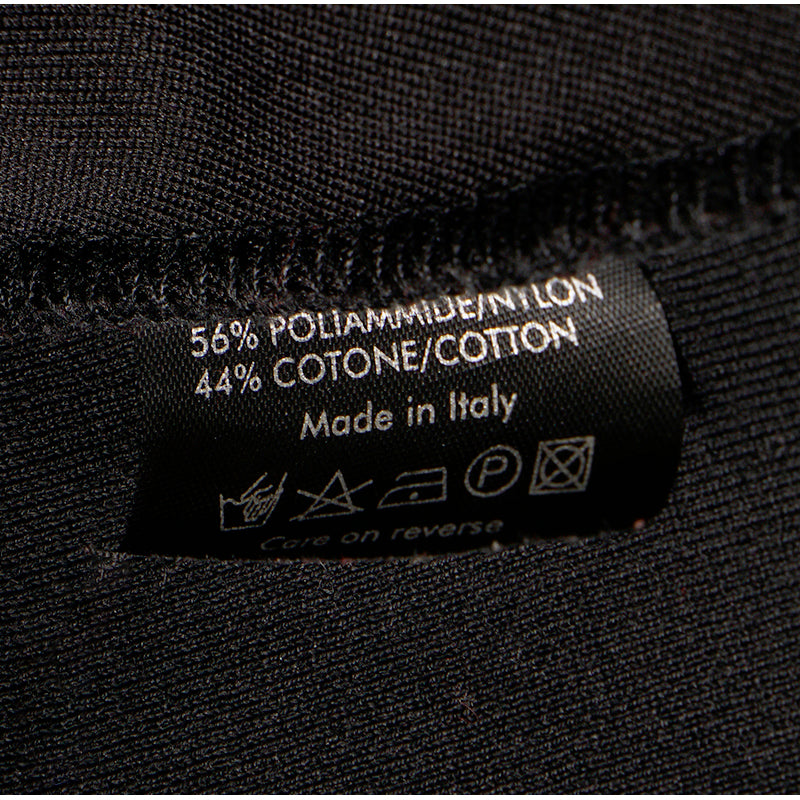 56% POLIAMMIDE/NYLON
44% COTONE/COTTON
Made in Italy
P
Care on reverse